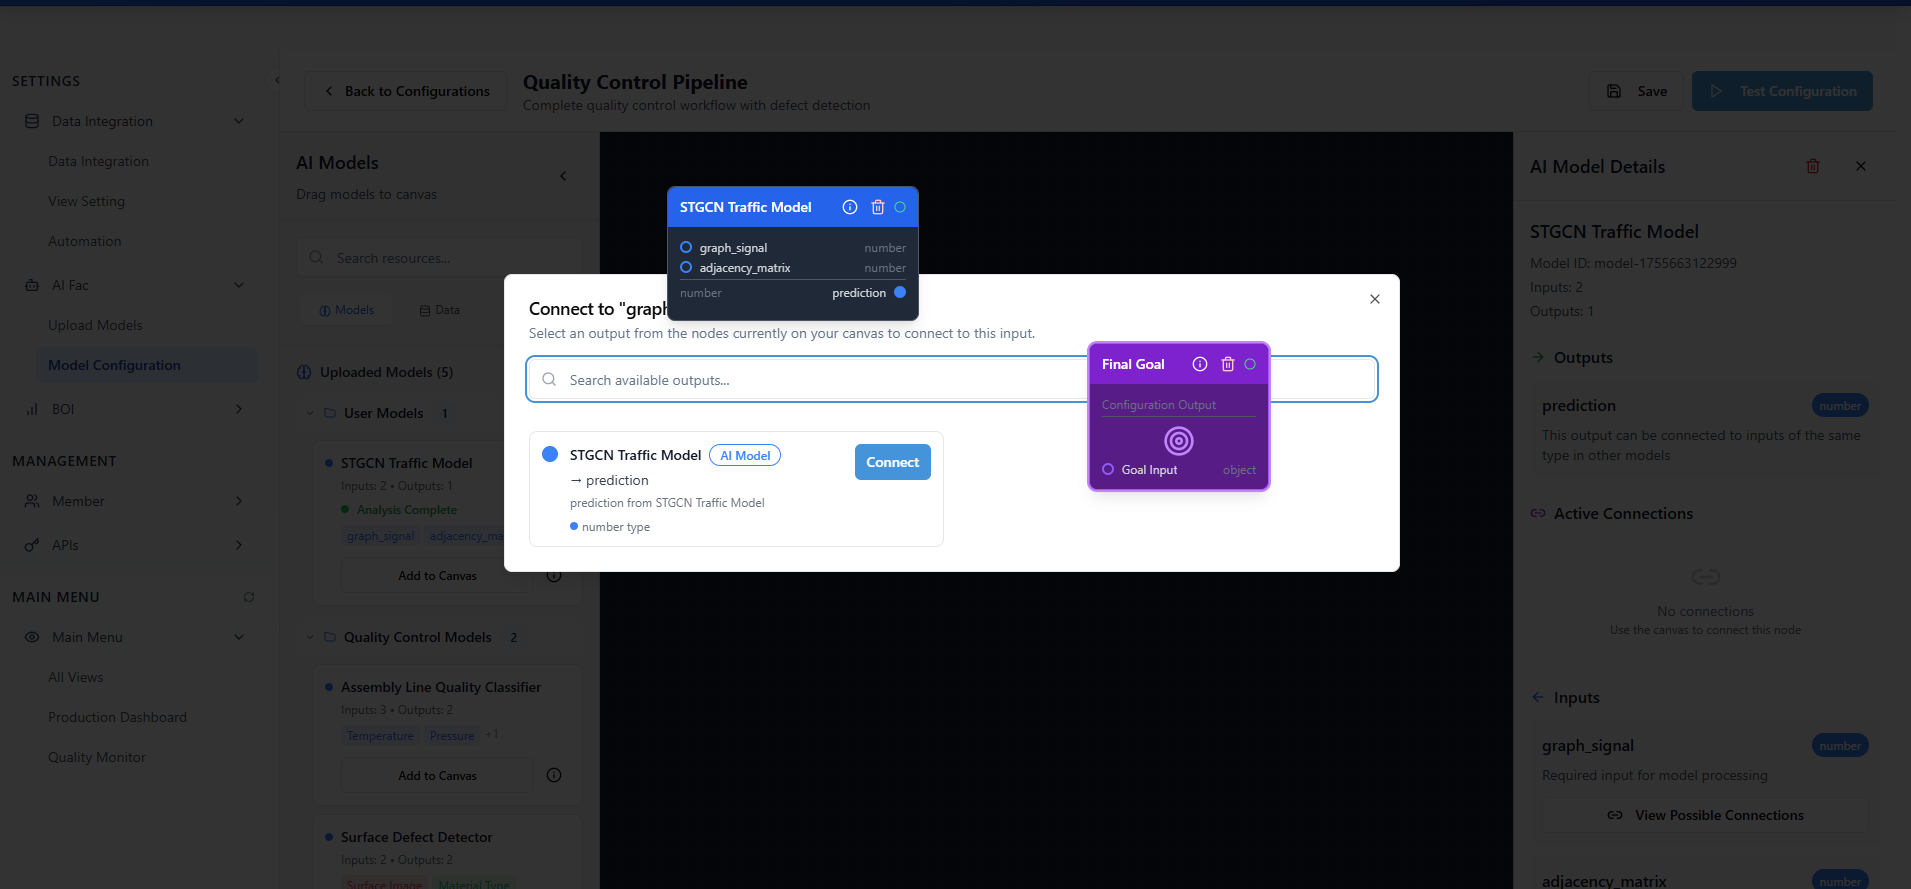 SETTINGS
Data Integration
Data Integration
View Setting
Automation
AI Fac
Upload Models
Model Configuration
BOI
MANAGEMENT
Member
APIs
MAIN MENU
Main Menu
All Views
Production Dashboard
Quality Monitor
Back to Configurations
Quality Control Pipeline
Complete quality control workflow with defect detection
Save
Test Configuration
AI Models
Drag models to canvas
Search resources...
Models
Data
Uploaded Models (5)
User Models 1
STGCN Traffic Model
Inputs: 2 • Outputs: 1
Analysis Complete
graph_signal
Add to Canvas
Quality Control Models 2
Assembly Line Quality Classifier
Inputs: 3 • Outputs: 2
Temperature Pressure +1
Add to Canvas
Surface Defect Detector
Inputs: 2 • Outputs: 2
Surface Image Material Type
STGCN Traffic Model
graph_signal number
adjacency_matrix number
number prediction
Connect to "graph
Select an output from the nodes currently on your canvas to connect to this input.
Search available outputs...
STGCN Traffic Model AI Model
→ prediction
prediction from STGCN Traffic Model
number type
Connect
Final Goal
Configuration Output
Goal Input object
AI Model Details
STGCN Traffic Model
Model ID: model-1755663122999
Inputs: 2
Outputs: 1
Outputs
prediction number
This output can be connected to inputs of the same
type in other models
Active Connections
No connections
Use the canvas to connect this node
Inputs
graph_signal number
Required input for model processing
View Possible Connections
adjacency_matrix number